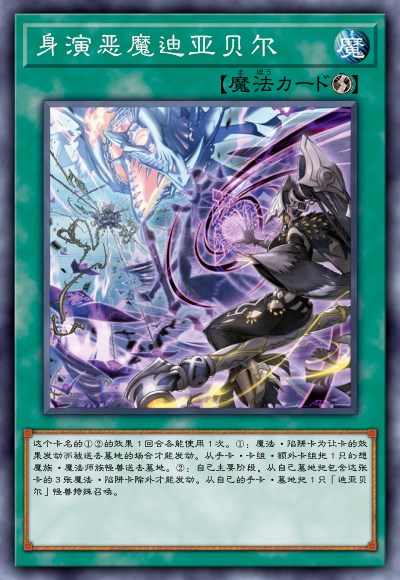 身演恶魔迪亚贝尔
魔
【魔法カード】
まほう
这个卡名的①②的效果1回合各能使用1次。①:魔法·陷阱卡为让卡的效
果发动而被送去墓地的场合才能发动。从手卡·卡组·额外卡组把1只幻想
魔族·魔法师族怪兽送去墓地。②:自己主要阶段,从自己墓地把包含这张
卡的3张魔法·陷阱卡除外才能发动。从自己的手卡·墓地把1只「迪亚贝
尔」怪兽特殊召唤。